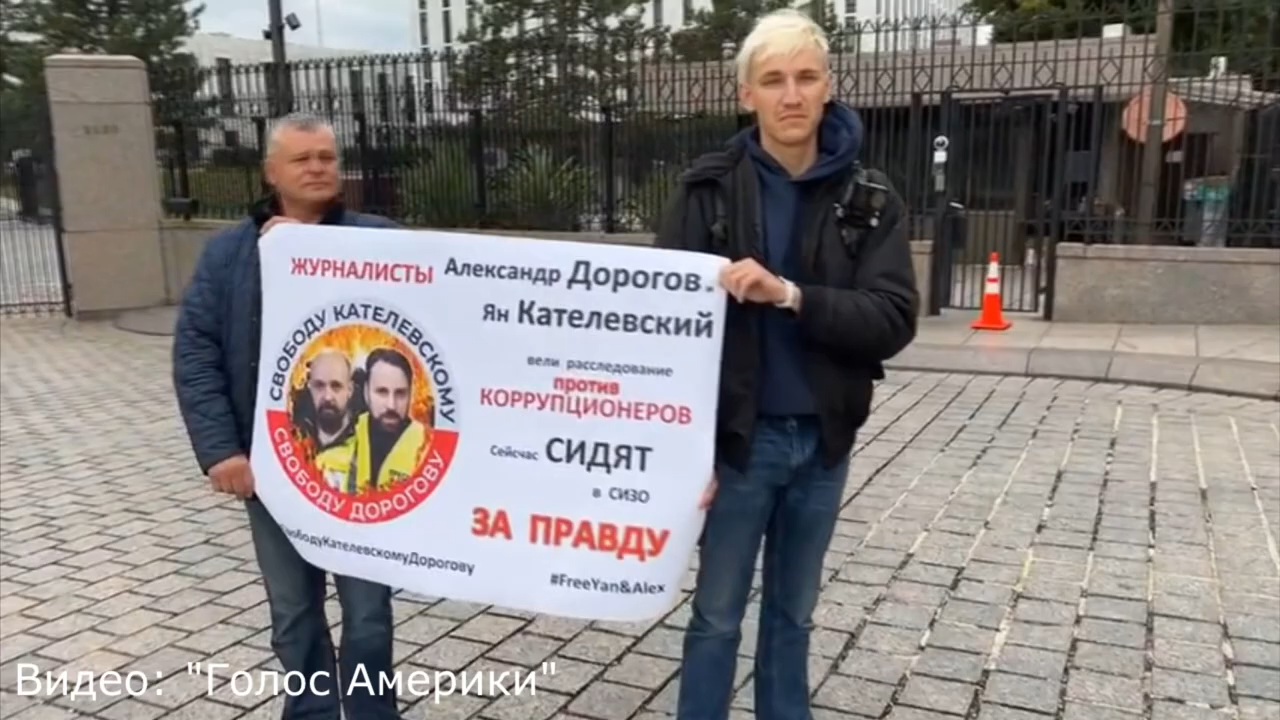 ЖУРНАЛИСТЫ Александр ДОРОГОВ и
Ян Кателевский
вели расследование
против
КОРРУПЦИОНЕРОВ
Сейчас СИДЯТ
в СИЗО
ЗА ПРАВДУ
#FreeYan&Alex
СВОБОДУ КАТЕЛЕВСКОМУ
СВОБОДУ ДОРОГОВУ
свободуКателевскомуДорогову
Видео: "Голос Америки"